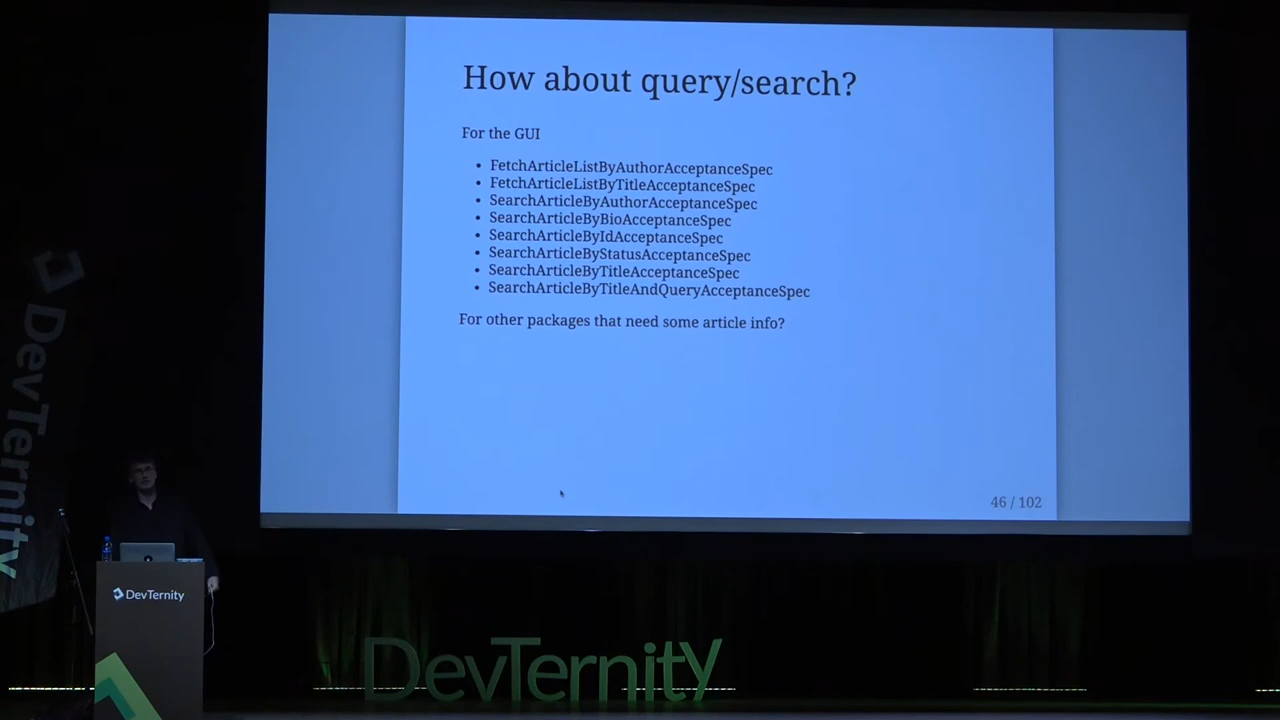 How about query/search?
For the GUI
• FetchArticleListByAuthorAcceptanceSpec
• FetchArticleListByTitleAcceptanceSpec
• SearchArticleByAuthorAcceptanceSpec
• SearchArticleByBioAcceptanceSpec
• SearchArticleByIdAcceptanceSpec
• SearchArticleByStatusAcceptanceSpec
• SearchArticleByTitleAcceptanceSpec
• SearchArticleByTitleAndQueryAcceptanceSpec
For other packages that need some article info?
46 / 102
DevTernity
DevTernity
DevTernity